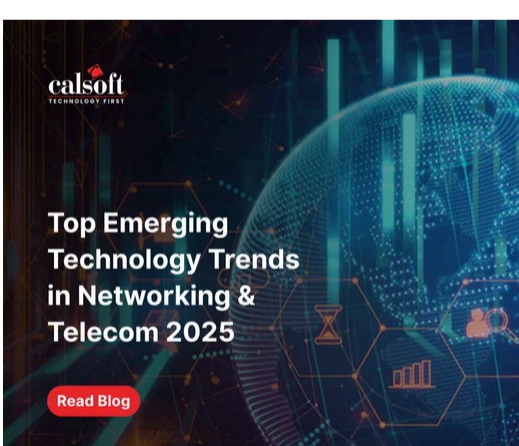 calsoft
TECHNOLOGY FIRST
Top Emerging
Technology Trends
in Networking &
Telecom 2025
Read Blog